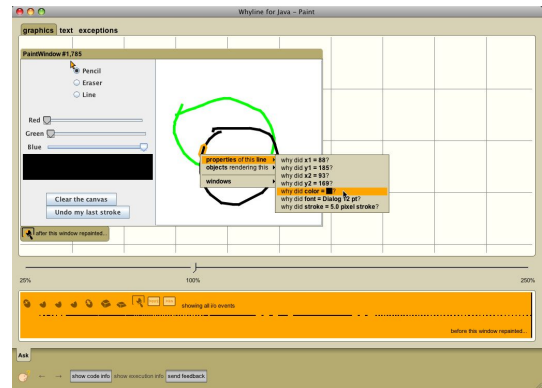 Whyline for Java – Paint
graphics text exceptions
PaintWindow #1,785
Pencil
Eraser
Line
Red
Green
Blue
properties of this line
objects rendering this
windows
why did x1 = 88?
why did y1 = 185?
why did x2 = 93?
why did y2 = 169?
why did color = ?
why did font = Dialog 12 pt?
why did stroke = 5.0 pixel stroke?
Clear the canvas
Undo my last stroke
after this window repainted...
25% 100% 250%
showing all i/o events
before this window repainted...
Ask
show code info show execution info send feedback